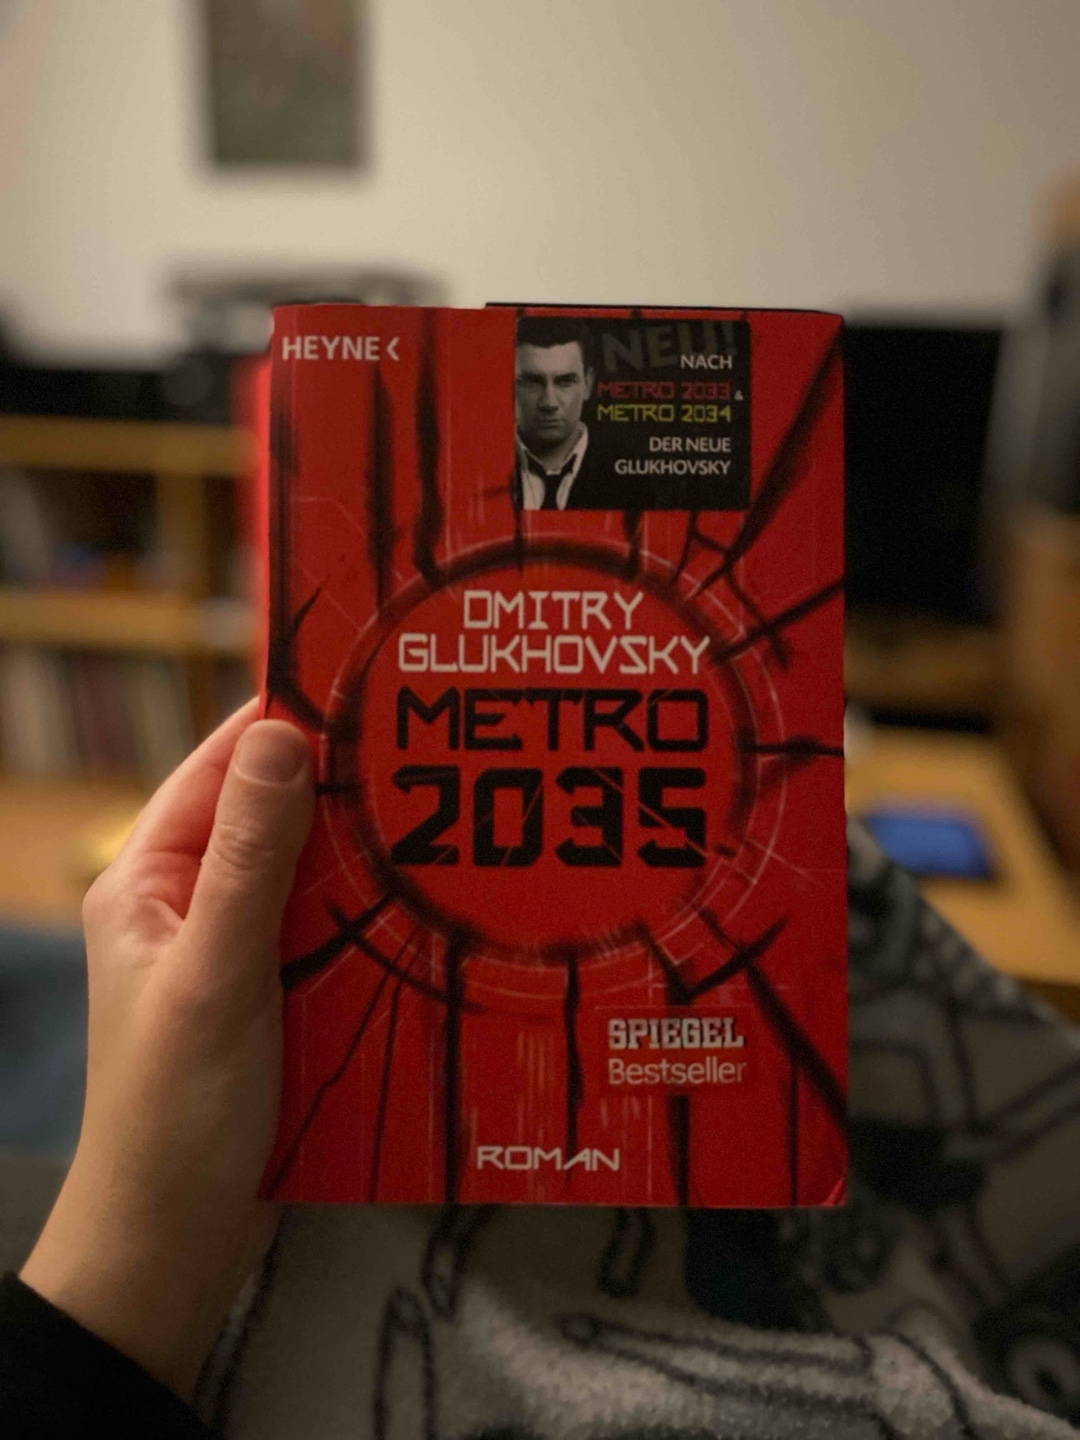 HEYNE<
NEU!
NACH
METRO 2033 &
METRO 2034
DER NEUE
GLUKHOVSKY
DMITRY
GLUKHOVSKY
METRO
2035
SPIEGEL
Bestseller
ROMAN